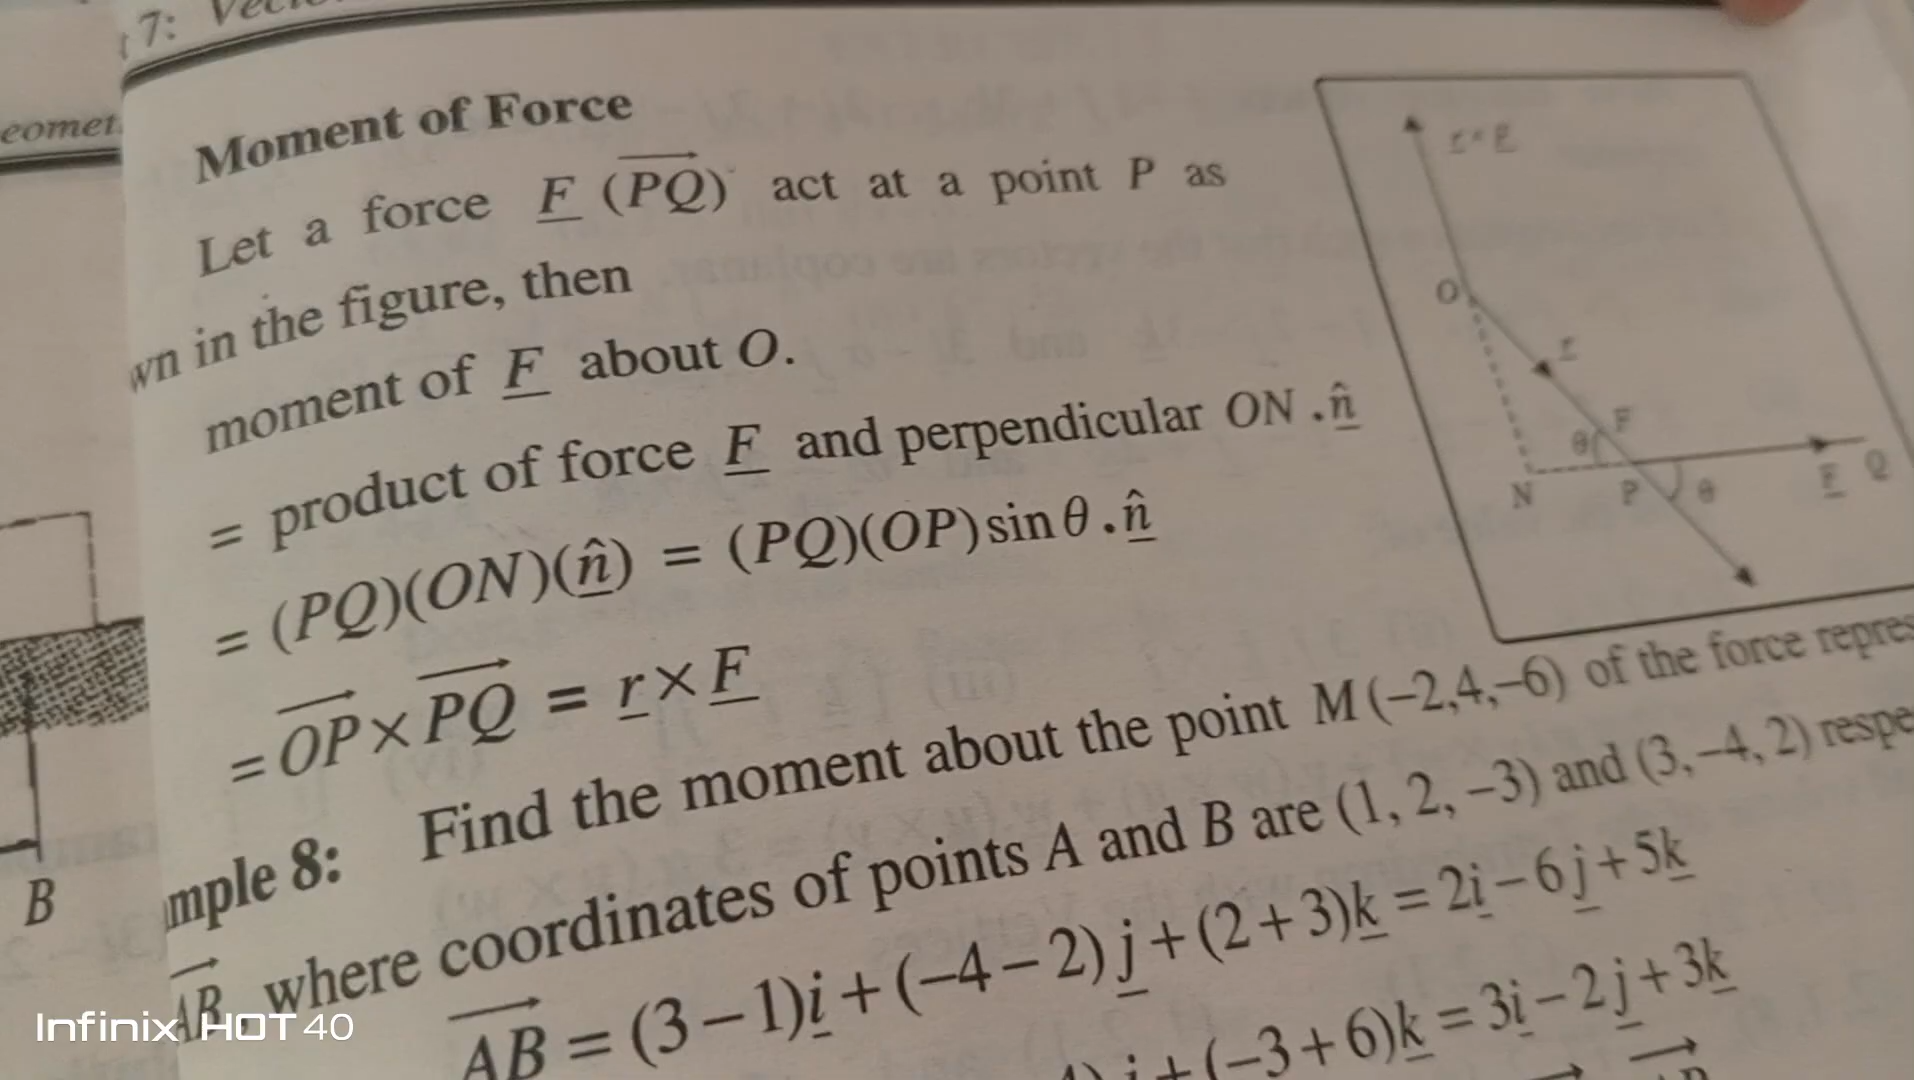 7:
eomet
Moment of Force
Let a force F (PQ) act at a point P as
wn in the figure, then
moment of F about O.
= product of force F and perpendicular ON . n̂
= (PQ)(ON)(n̂) = (PQ)(OP) sin θ . n̂
= OP × PQ = r × F
r × F
O
r
F
θ
N
P
θ
F
Q
mple 8: Find the moment about the point M (−2,4,−6) of the force repres
AB, where coordinates of points A and B are (1, 2, −3) and (3, −4, 2) respe
AB = (3 − 1)i + (−4 − 2) j + (2 + 3)k = 2i − 6 j + 5k
j + (−3 + 6)k = 3i − 2 j + 3k
B
Infinix HOT 40